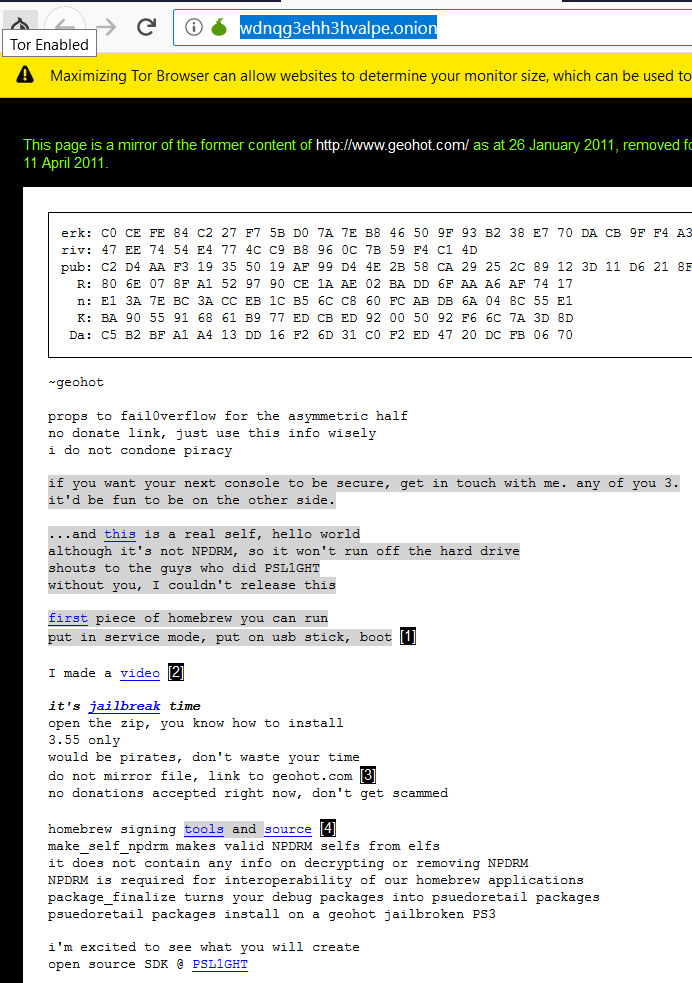 wdnqg3ehh3hvalpe.onion
Tor Enabled
Maximizing Tor Browser can allow websites to determine your monitor size, which can be used to
This page is a mirror of the former content of http://www.geohot.com/ as at 26 January 2011, removed fo
11 April 2011.
erk: C0 CE FE 84 C2 27 F7 5B D0 7A 7E B8 46 50 9F 93 B2 38 E7 70 DA CB 9F F4 A3
riv: 47 EE 74 54 E4 77 4C C9 B8 96 0C 7B 59 F4 C1 4D
pub: C2 D4 AA F3 19 35 50 19 AF 99 D4 4E 2B 58 CA 29 25 2C 89 12 3D 11 D6 21 8F
R: 80 6E 07 8F A1 52 97 90 CE 1A AE 02 BA DD 6F AA A6 AF 74 17
n: E1 3A 7E BC 3A CC EB 1C B5 6C C8 60 FC AB DB 6A 04 8C 55 E1
K: BA 90 55 91 68 61 B9 77 ED CB ED 92 00 50 92 F6 6C 7A 3D 8D
Da: C5 B2 BF A1 A4 13 DD 16 F2 6D 31 C0 F2 ED 47 20 DC FB 06 70
~geohot
props to fail0verflow for the asymmetric half
no donate link, just use this info wisely
i do not condone piracy
if you want your next console to be secure, get in touch with me. any of you 3.
it'd be fun to be on the other side.
...and this is a real self, hello world
although it's not NPDRM, so it won't run off the hard drive
shouts to the guys who did PSL1GHT
without you, I couldn't release this
first piece of homebrew you can run
put in service mode, put on usb stick, boot [1]
I made a video [2]
it's jailbreak time
open the zip, you know how to install
3.55 only
would be pirates, don't waste your time
do not mirror file, link to geohot.com [3]
no donations accepted right now, don't get scammed
homebrew signing tools and source [4]
make_self_npdrm makes valid NPDRM selfs from elfs
it does not contain any info on decrypting or removing NPDRM
NPDRM is required for interoperability of our homebrew applications
package_finalize turns your debug packages into psuedoretail packages
psuedoretail packages install on a geohot jailbroken PS3
i'm excited to see what you will create
open source SDK @ PSL1GHT